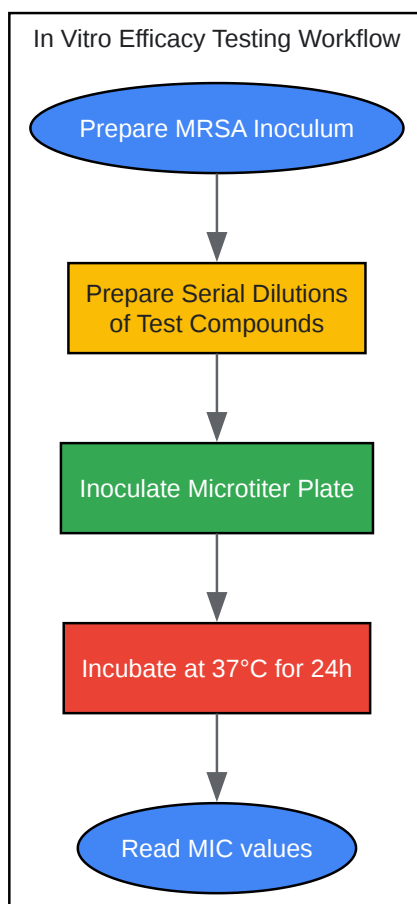 In Vitro Efficacy Testing Workflow
Prepare MRSA Inoculum
Prepare Serial Dilutions
of Test Compounds
Inoculate Microtiter Plate
Incubate at 37°C for 24h
Read MIC values